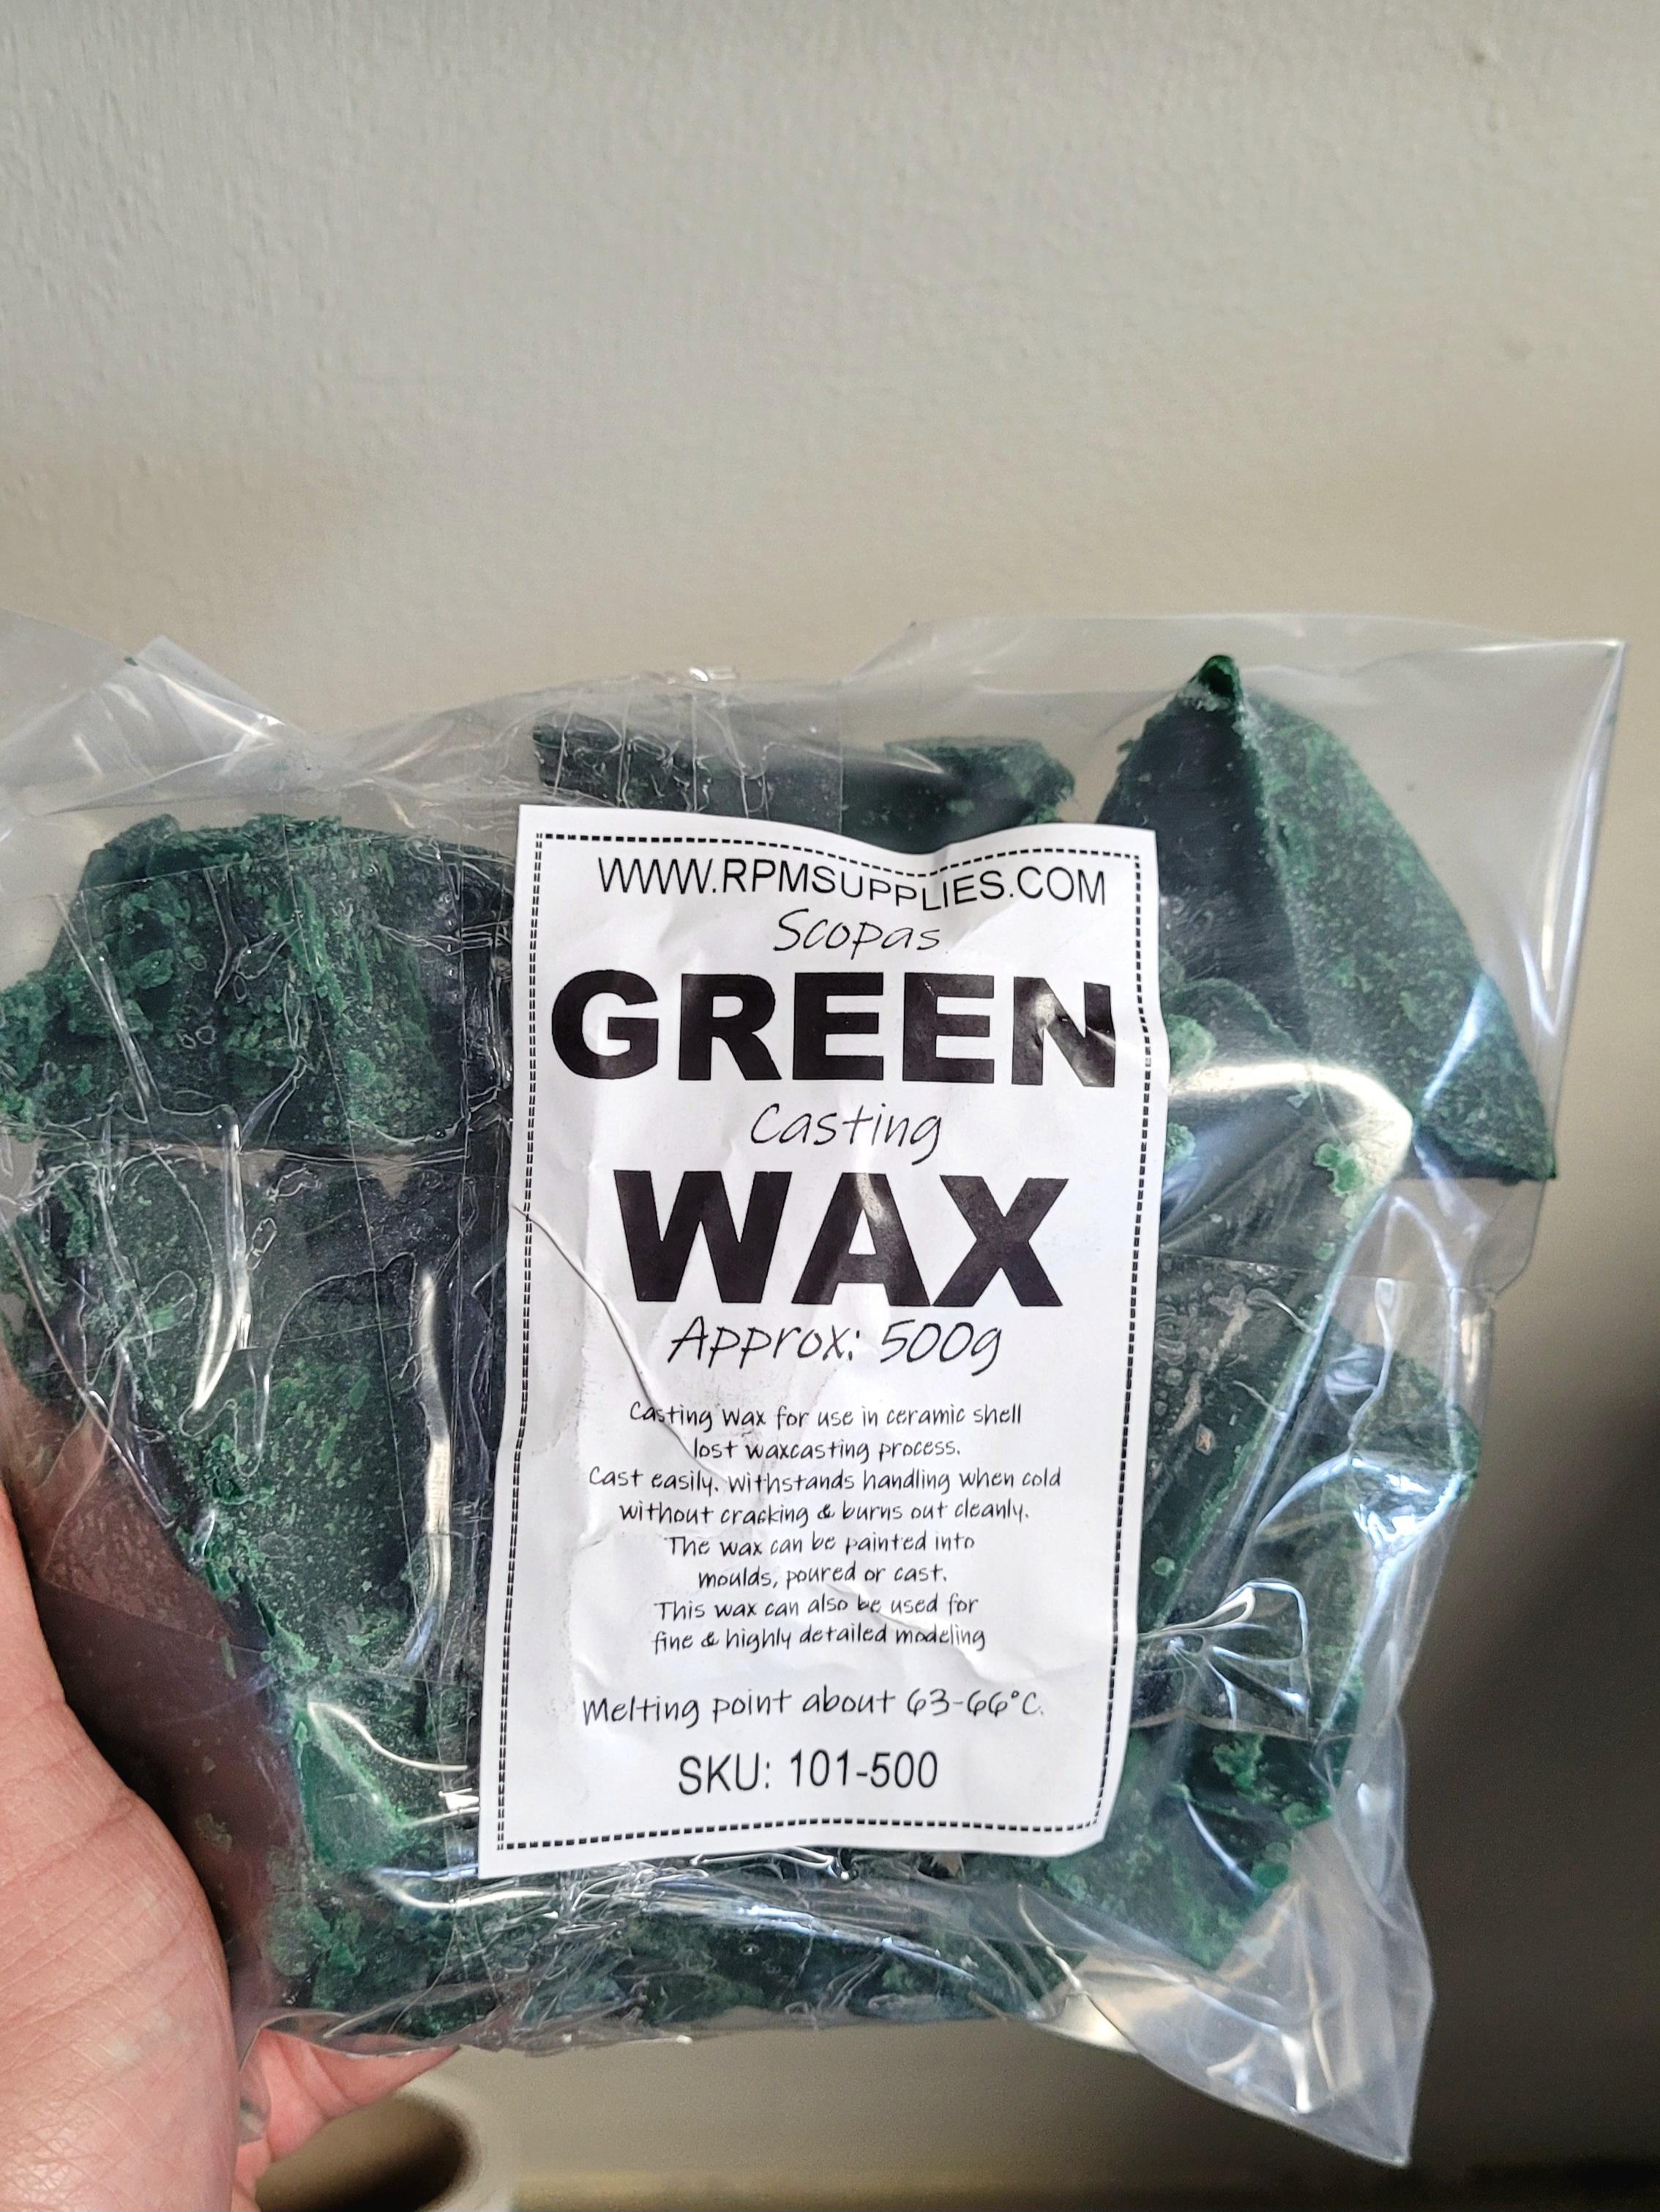 WWW.RPMSUPPLIES.COM
Scopas
GREEN
Casting
WAX
Approx: 500g
Casting wax for use in ceramic shell
lost waxcasting process.
Cast easily. Withstands handling when cold
without cracking & burns out cleanly.
The wax can be painted into
moulds, poured or cast.
This wax can also be used for
fine & highly detailed modeling
Melting point about 63-66°C.
SKU: 101-500